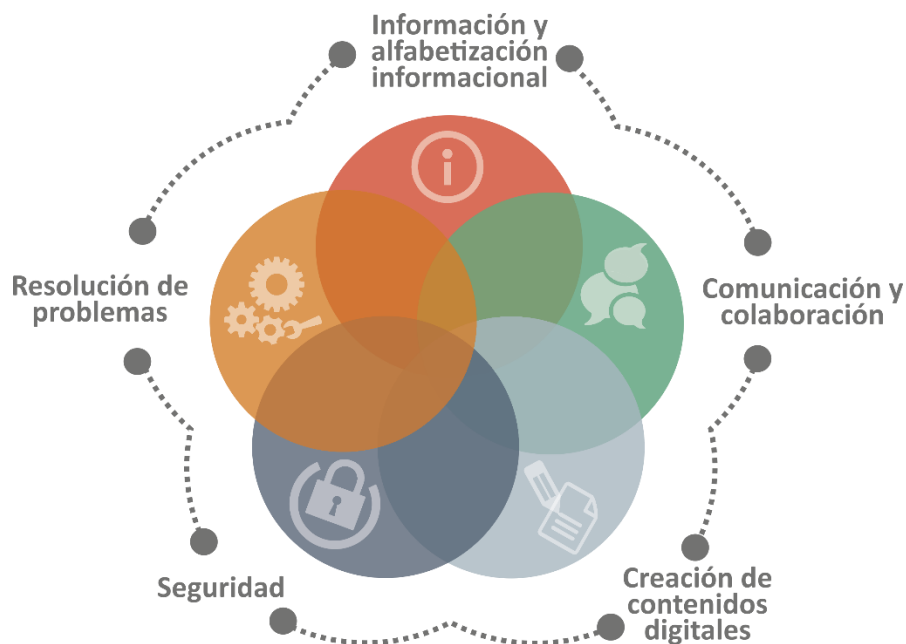 Información y
alfabetización
informacional
Resolución de
problemas
Comunicación y
colaboración
Seguridad
Creación de
contenidos
digitales